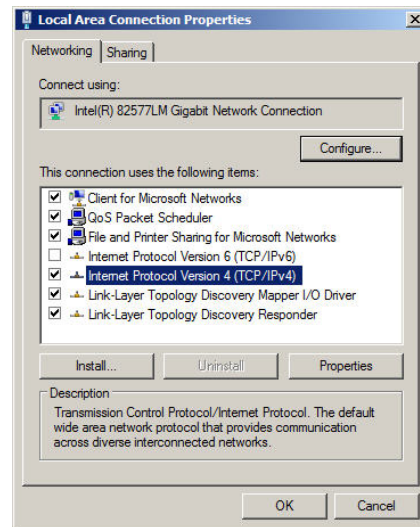 Local Area Connection Properties
Networking Sharing
Connect using:
Intel(R) 82577LM Gigabit Network Connection
Configure...
This connection uses the following items:
Client for Microsoft Networks
QoS Packet Scheduler
File and Printer Sharing for Microsoft Networks
Internet Protocol Version 6 (TCP/IPv6)
Internet Protocol Version 4 (TCP/IPv4)
Link-Layer Topology Discovery Mapper I/O Driver
Link-Layer Topology Discovery Responder
Install... Uninstall Properties
Description
Transmission Control Protocol/Internet Protocol. The default
wide area network protocol that provides communication
across diverse interconnected networks.
OK Cancel